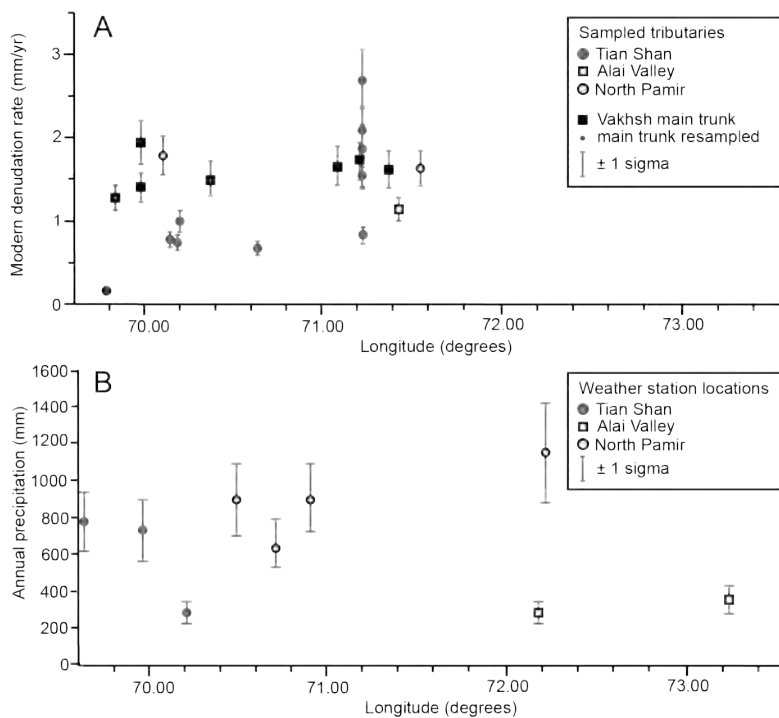 A
Modern denudation rate (mm/yr)
3
2
1
0
70.00
71.00
72.00
73.00
Longitude (degrees)
Sampled tributaries
Tian Shan
Alai Valley
North Pamir
Vakhsh main trunk
main trunk resampled
± 1 sigma
B
Annual precipitation (mm)
1600
1400
1200
1000
800
600
400
200
0
70.00
71.00
72.00
73.00
Longitude (degrees)
Weather station locations
Tian Shan
Alai Valley
North Pamir
± 1 sigma